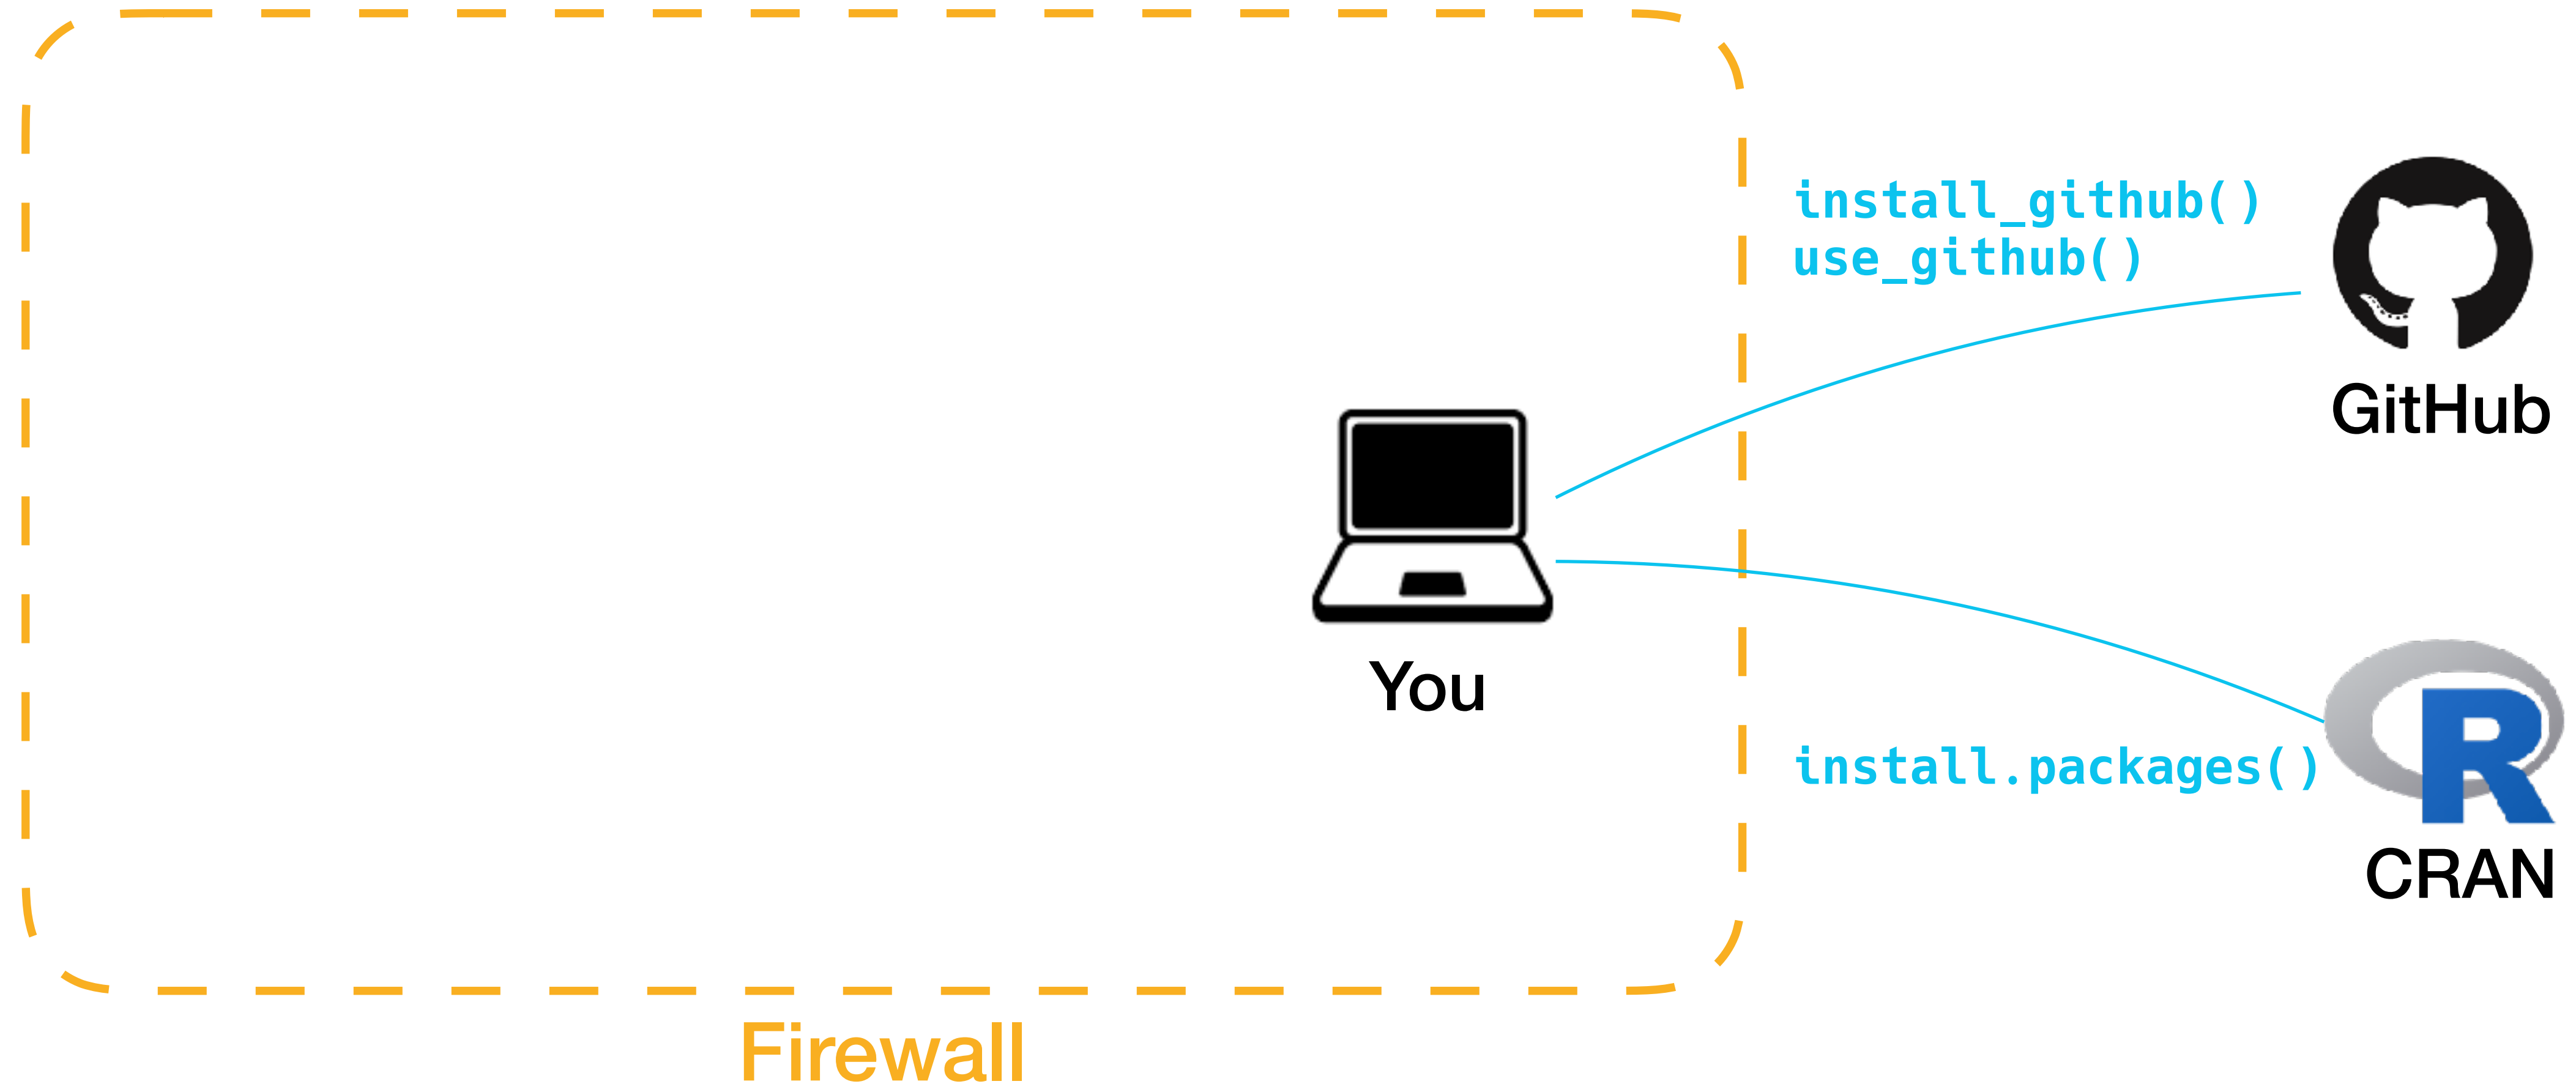 install_github()
use_github()
GitHub
You
install.packages()
R
CRAN
Firewall